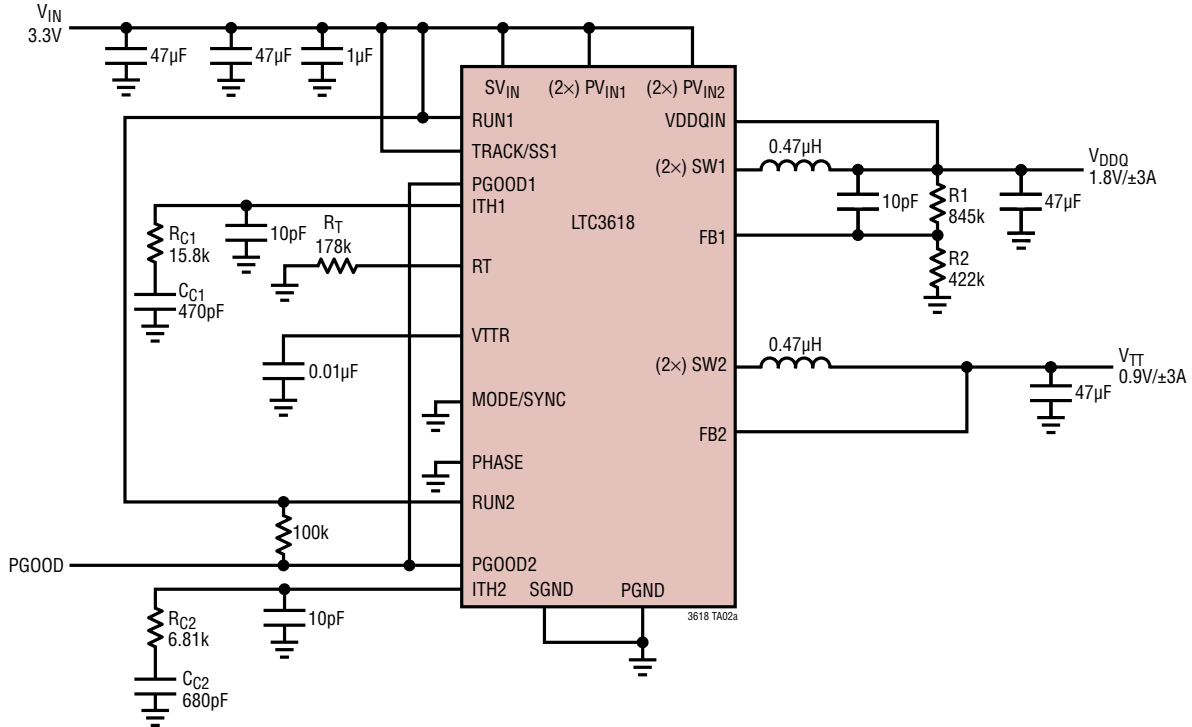 VIN
3.3V
47µF
47µF
1µF
SVIN
(2×) PVIN1
(2×) PVIN2
RUN1
TRACK/SS1
PGOOD1
ITH1
RT
VTTR
MODE/SYNC
PHASE
RUN2
PGOOD2
ITH2
SGND
PGND
LTC3618
VDDQIN
(2×) SW1
FB1
(2×) SW2
FB2
RC1
15.8k
CC1
470pF
10pF
RT
178k
0.01µF
100k
PGOOD
RC2
6.81k
CC2
680pF
10pF
0.47µH
10pF
R1
845k
R2
422k
47µF
VDDQ
1.8V/±3A
0.47µH
47µF
VTT
0.9V/±3A
3618 TA02a